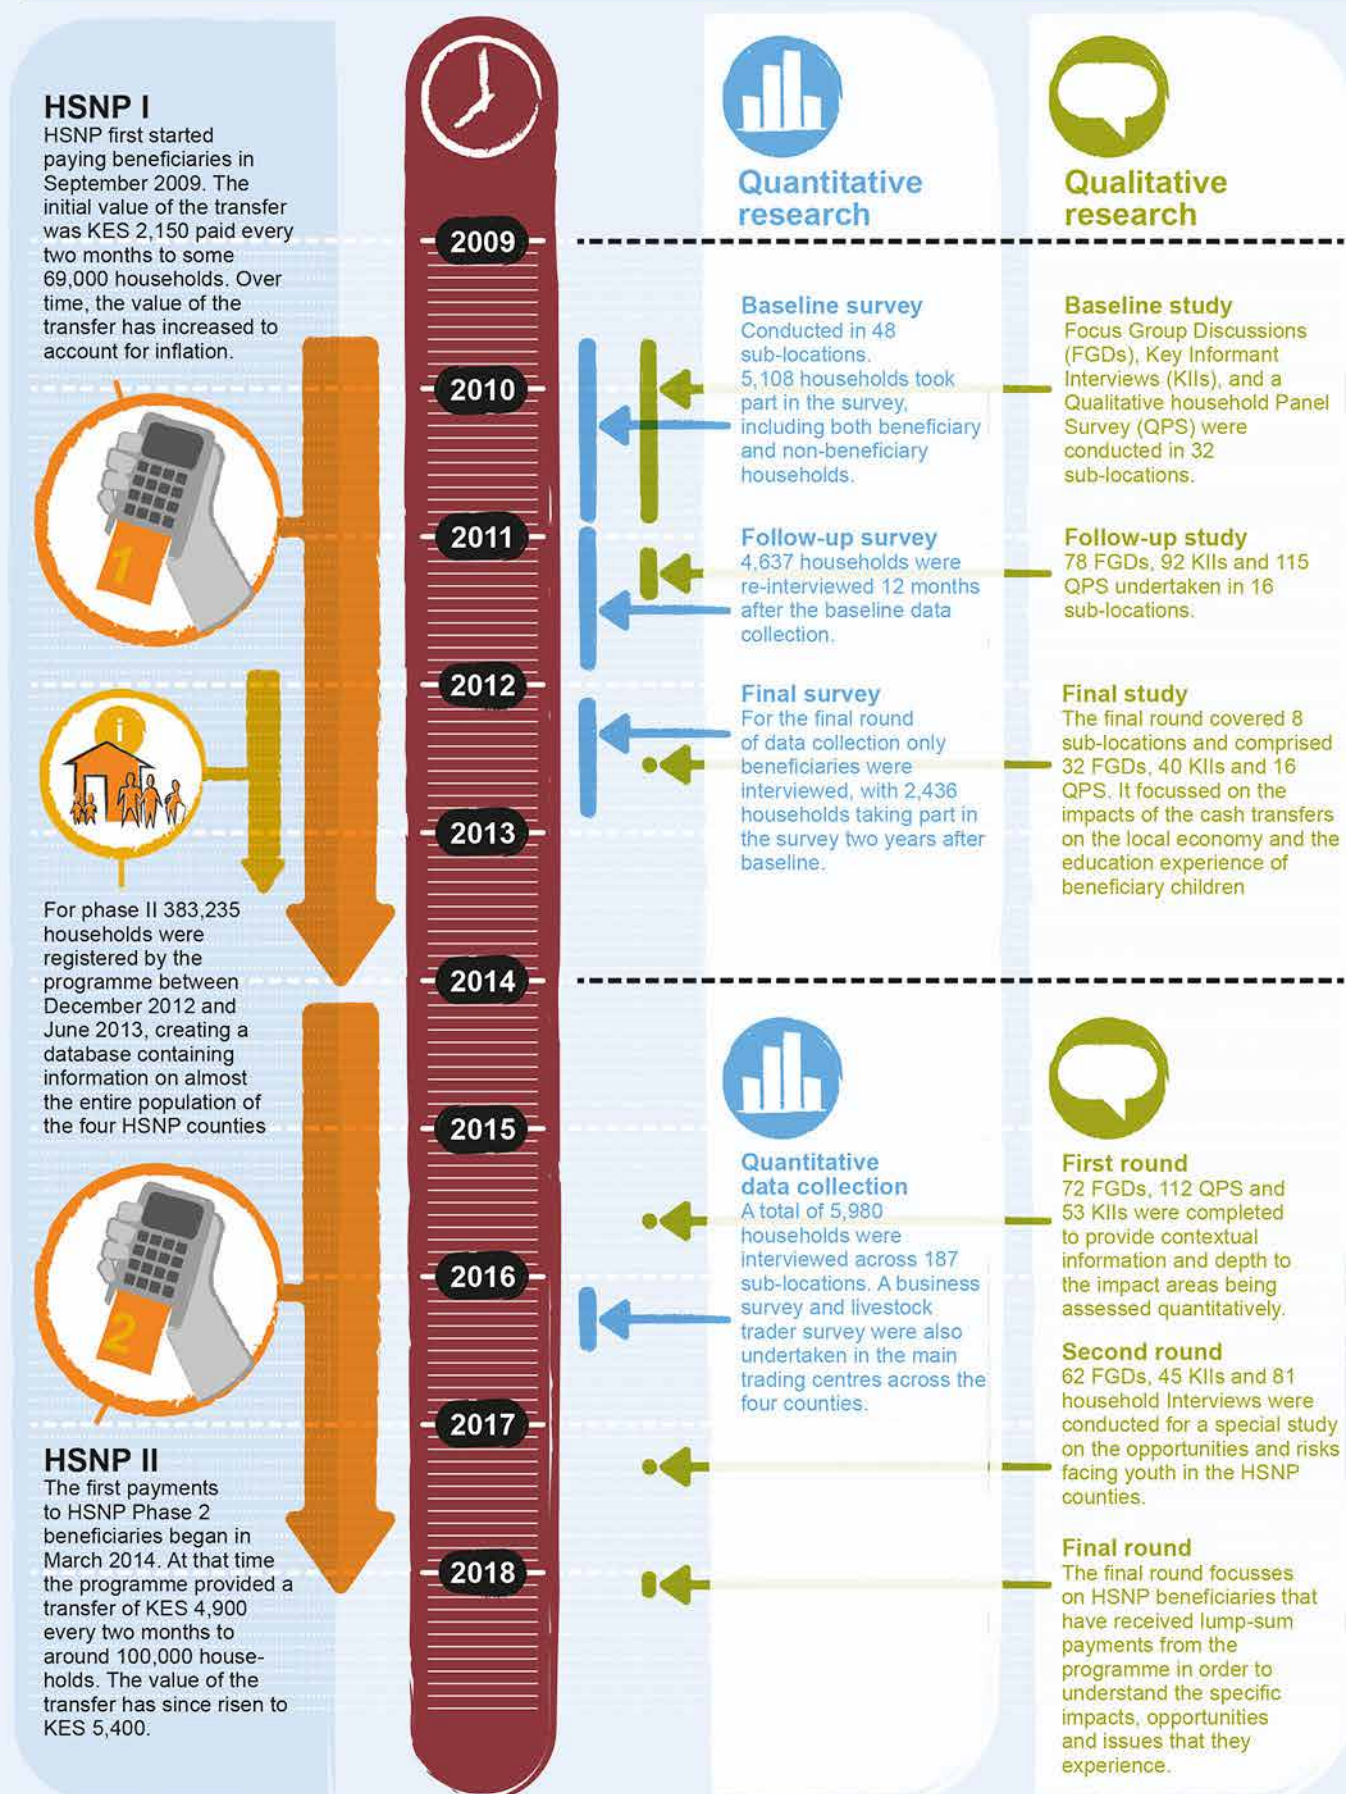 HSNP I
HSNP first started
paying beneficiaries in
September 2009. The
initial value of the transfer
was KES 2,150 paid every
two months to some
69,000 households. Over
time, the value of the
transfer has increased to
account for inflation.
1
i
For phase II 383,235
households were
registered by the
programme between
December 2012 and
June 2013, creating a
database containing
information on almost
the entire population of
the four HSNP counties
2
HSNP II
The first payments
to HSNP Phase 2
beneficiaries began in
March 2014. At that time
the programme provided a
transfer of KES 4,900
every two months to
around 100,000 house-
holds. The value of the
transfer has since risen to
KES 5,400.
2009
2010
2011
2012
2013
2014
2015
2016
2017
2018
Quantitative
research
Baseline survey
Conducted in 48
sub-locations.
5,108 households took
part in the survey,
including both beneficiary
and non-beneficiary
households.
Follow-up survey
4,637 households were
re-interviewed 12 months
after the baseline data
collection.
Final survey
For the final round
of data collection only
beneficiaries were
interviewed, with 2,436
households taking part in
the survey two years after
baseline.
Quantitative
data collection
A total of 5,980
households were
interviewed across 187
sub-locations. A business
survey and livestock
trader survey were also
undertaken in the main
trading centres across the
four counties.
Qualitative
research
Baseline study
Focus Group Discussions
(FGDs), Key Informant
Interviews (KIIs), and a
Qualitative household Panel
Survey (QPS) were
conducted in 32
sub-locations.
Follow-up study
78 FGDs, 92 KIIs and 115
QPS undertaken in 16
sub-locations.
Final study
The final round covered 8
sub-locations and comprised
32 FGDs, 40 KIIs and 16
QPS. It focussed on the
impacts of the cash transfers
on the local economy and the
education experience of
beneficiary children
First round
72 FGDs, 112 QPS and
53 KIIs were completed
to provide contextual
information and depth to
the impact areas being
assessed quantitatively.
Second round
62 FGDs, 45 KIIs and 81
household Interviews were
conducted for a special study
on the opportunities and risks
facing youth in the HSNP
counties.
Final round
The final round focusses
on HSNP beneficiaries that
have received lump-sum
payments from the
programme in order to
understand the specific
impacts, opportunities
and issues that they
experience.